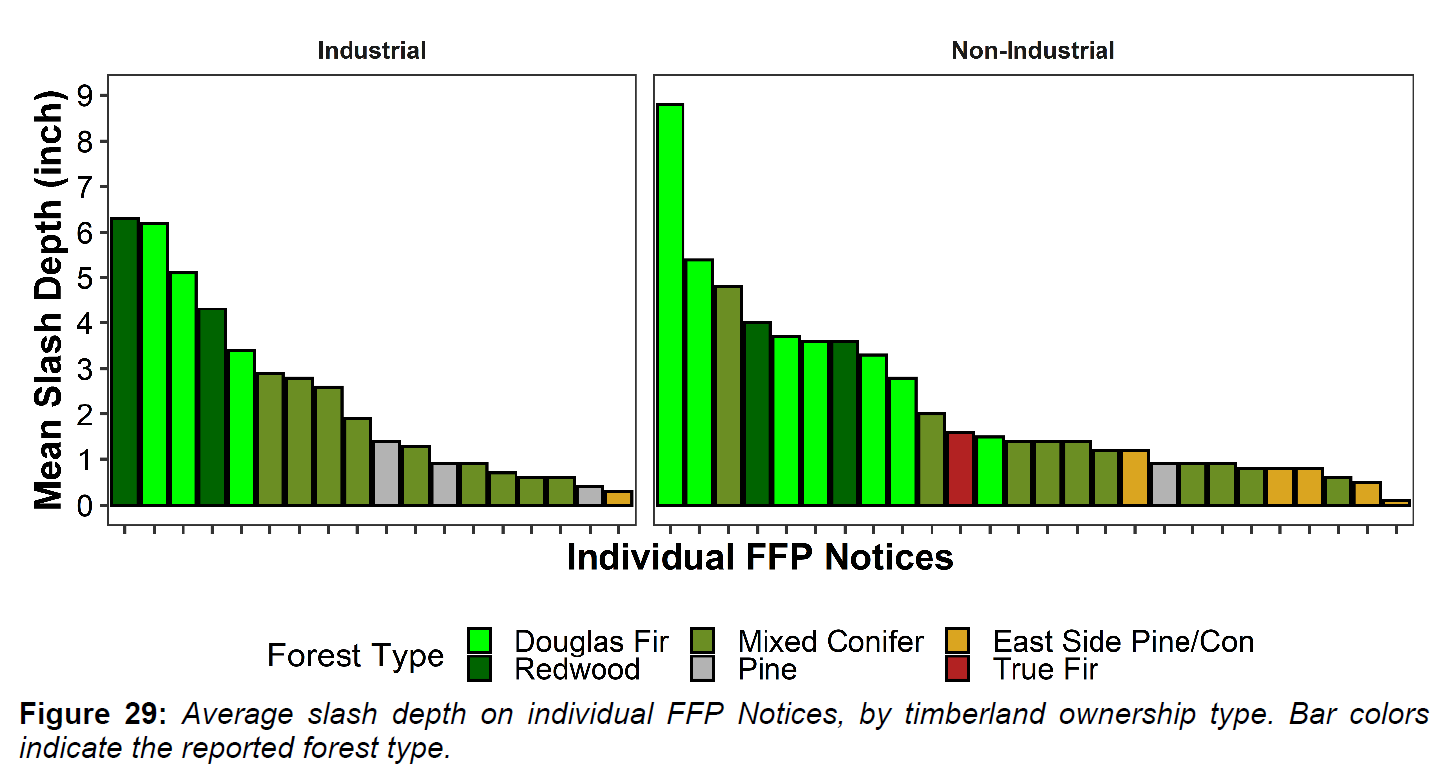 Industrial
Non-Industrial
Mean Slash Depth (inch)
9
8
7
6
5
4
3
2
1
0
Individual FFP Notices
Forest Type
Douglas Fir
Mixed Conifer
East Side Pine/Con
Redwood
Pine
True Fir
Figure 29: Average slash depth on individual FFP Notices, by timberland ownership type. Bar colors
indicate the reported forest type.